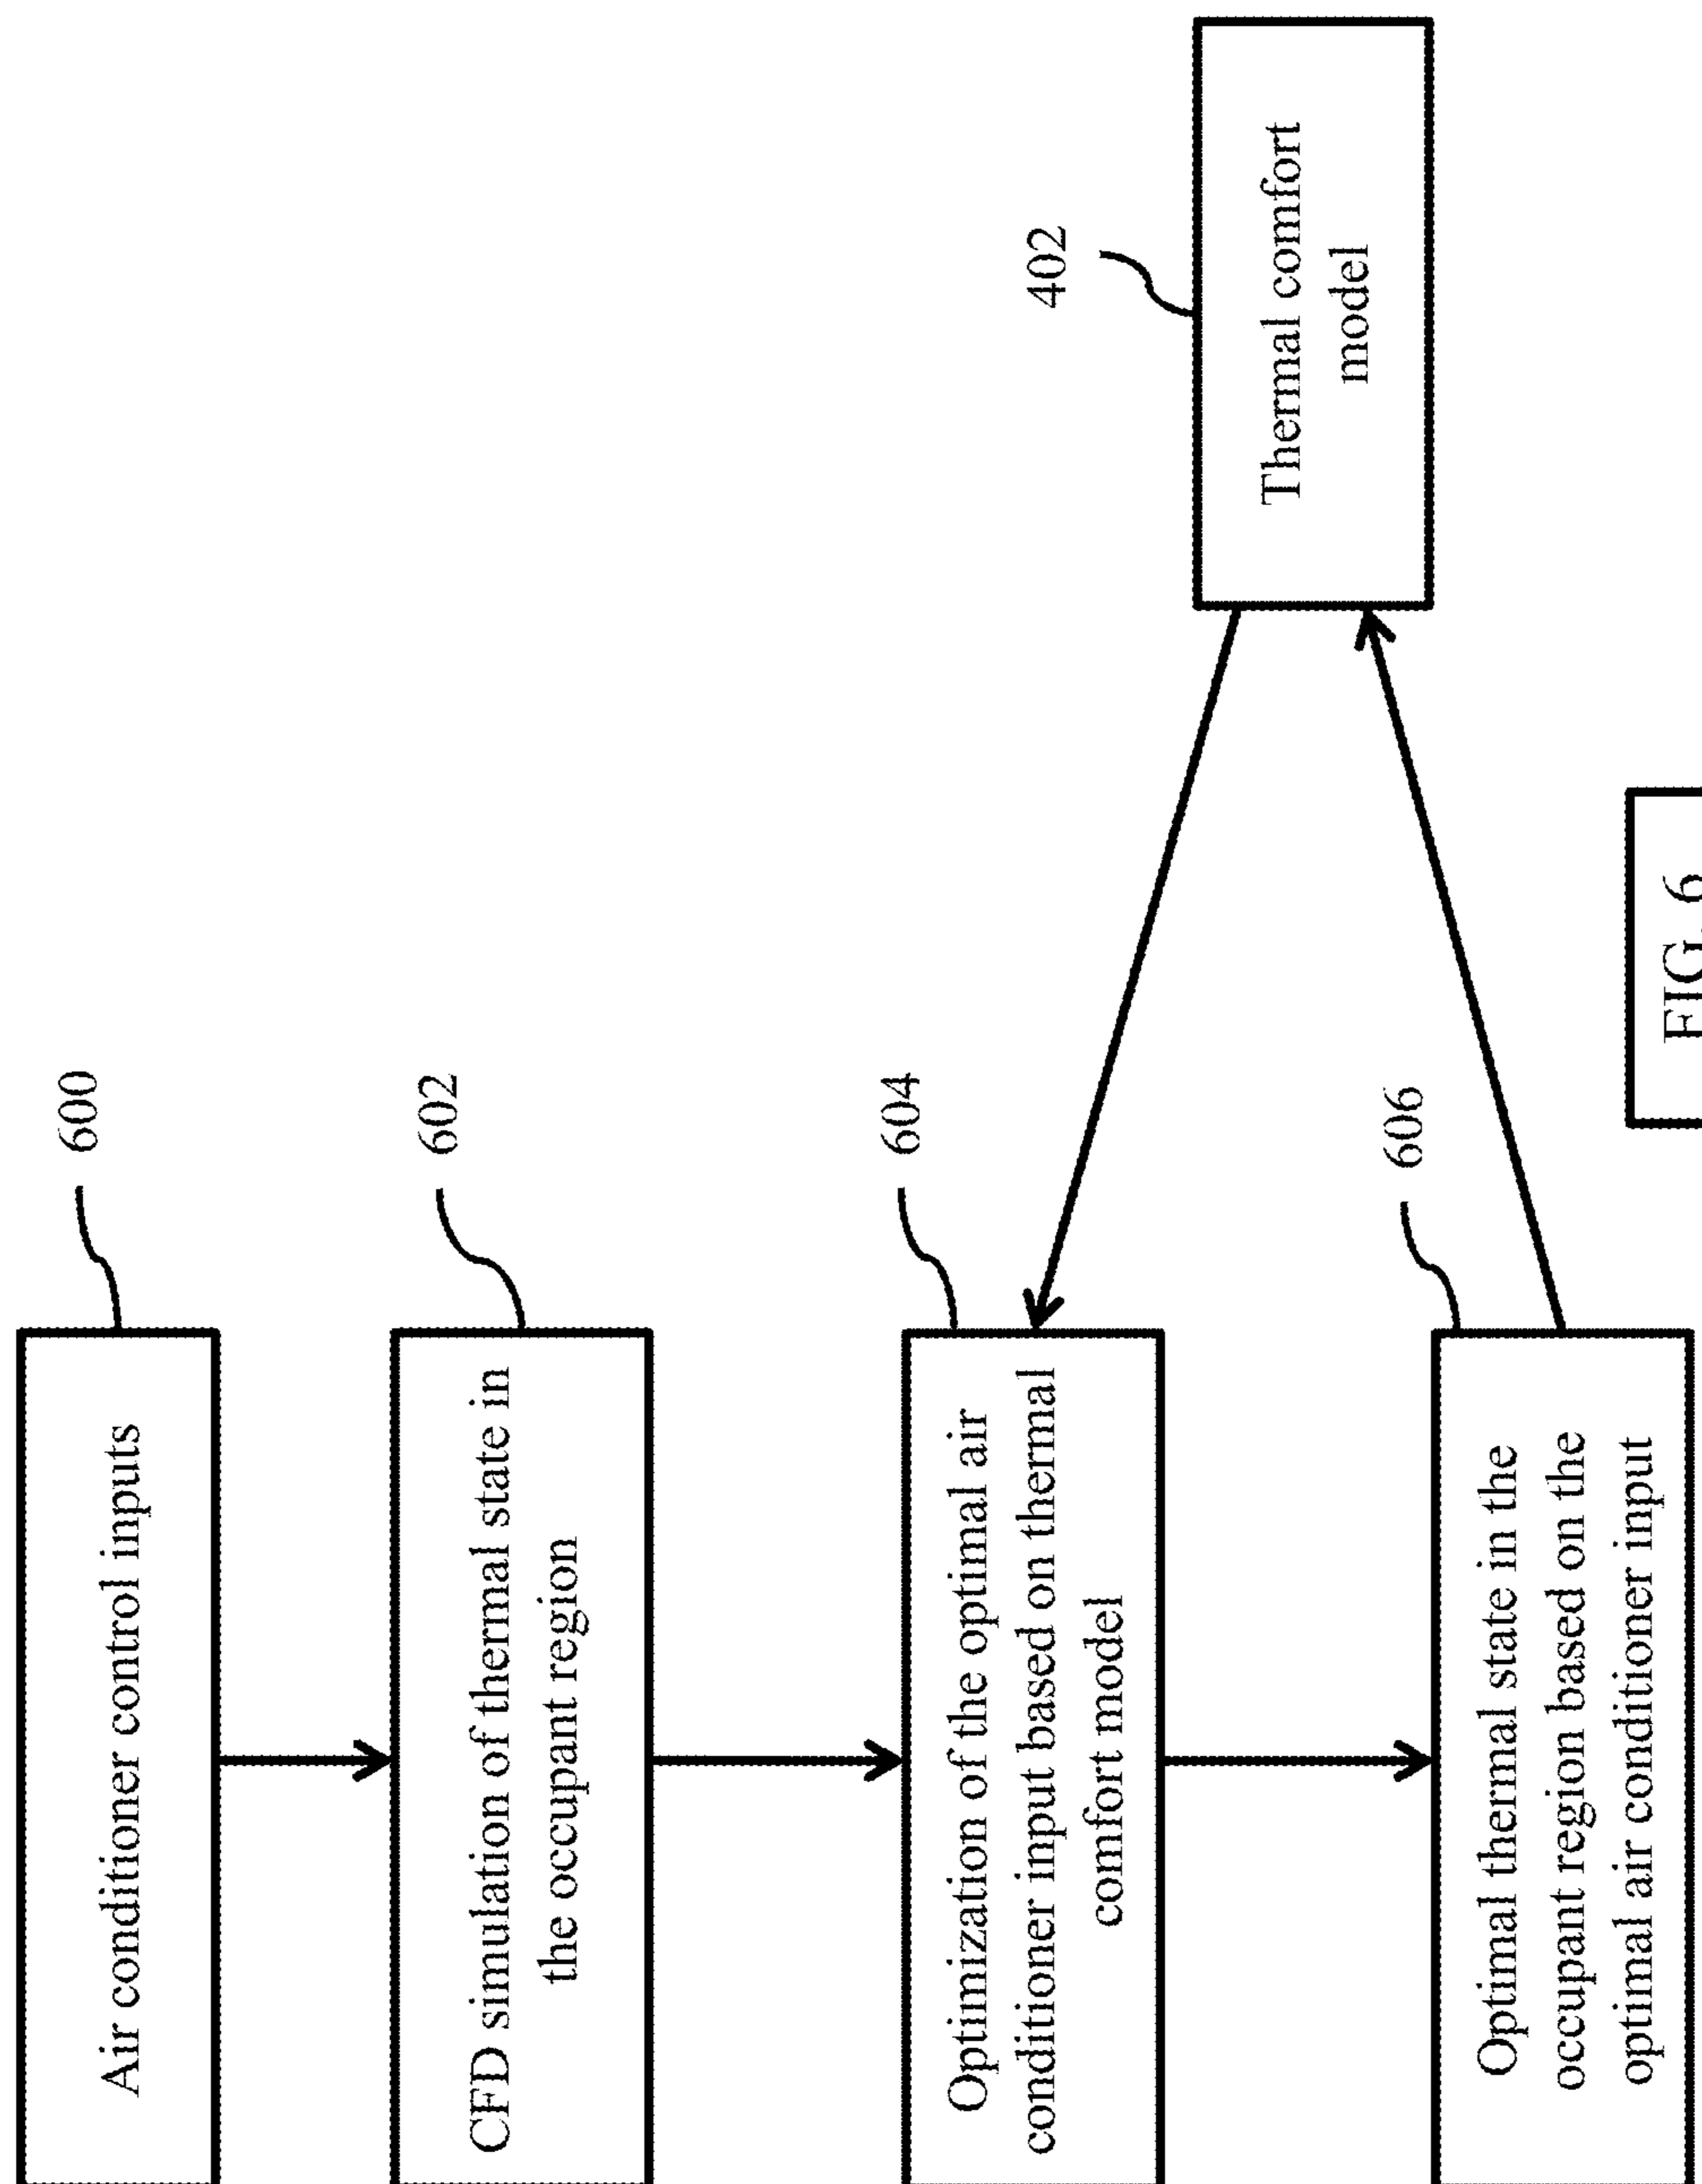 600
Air conditioner control inputs
602
CFD simulation of thermal state in
the occupant region
604
Optimization of the optimal air
conditioner input based on thermal
comfort model
402
Thermal comfort
model
606
Optimal thermal state in the
occupant region based on the
optimal air conditioner input
FIG. 6